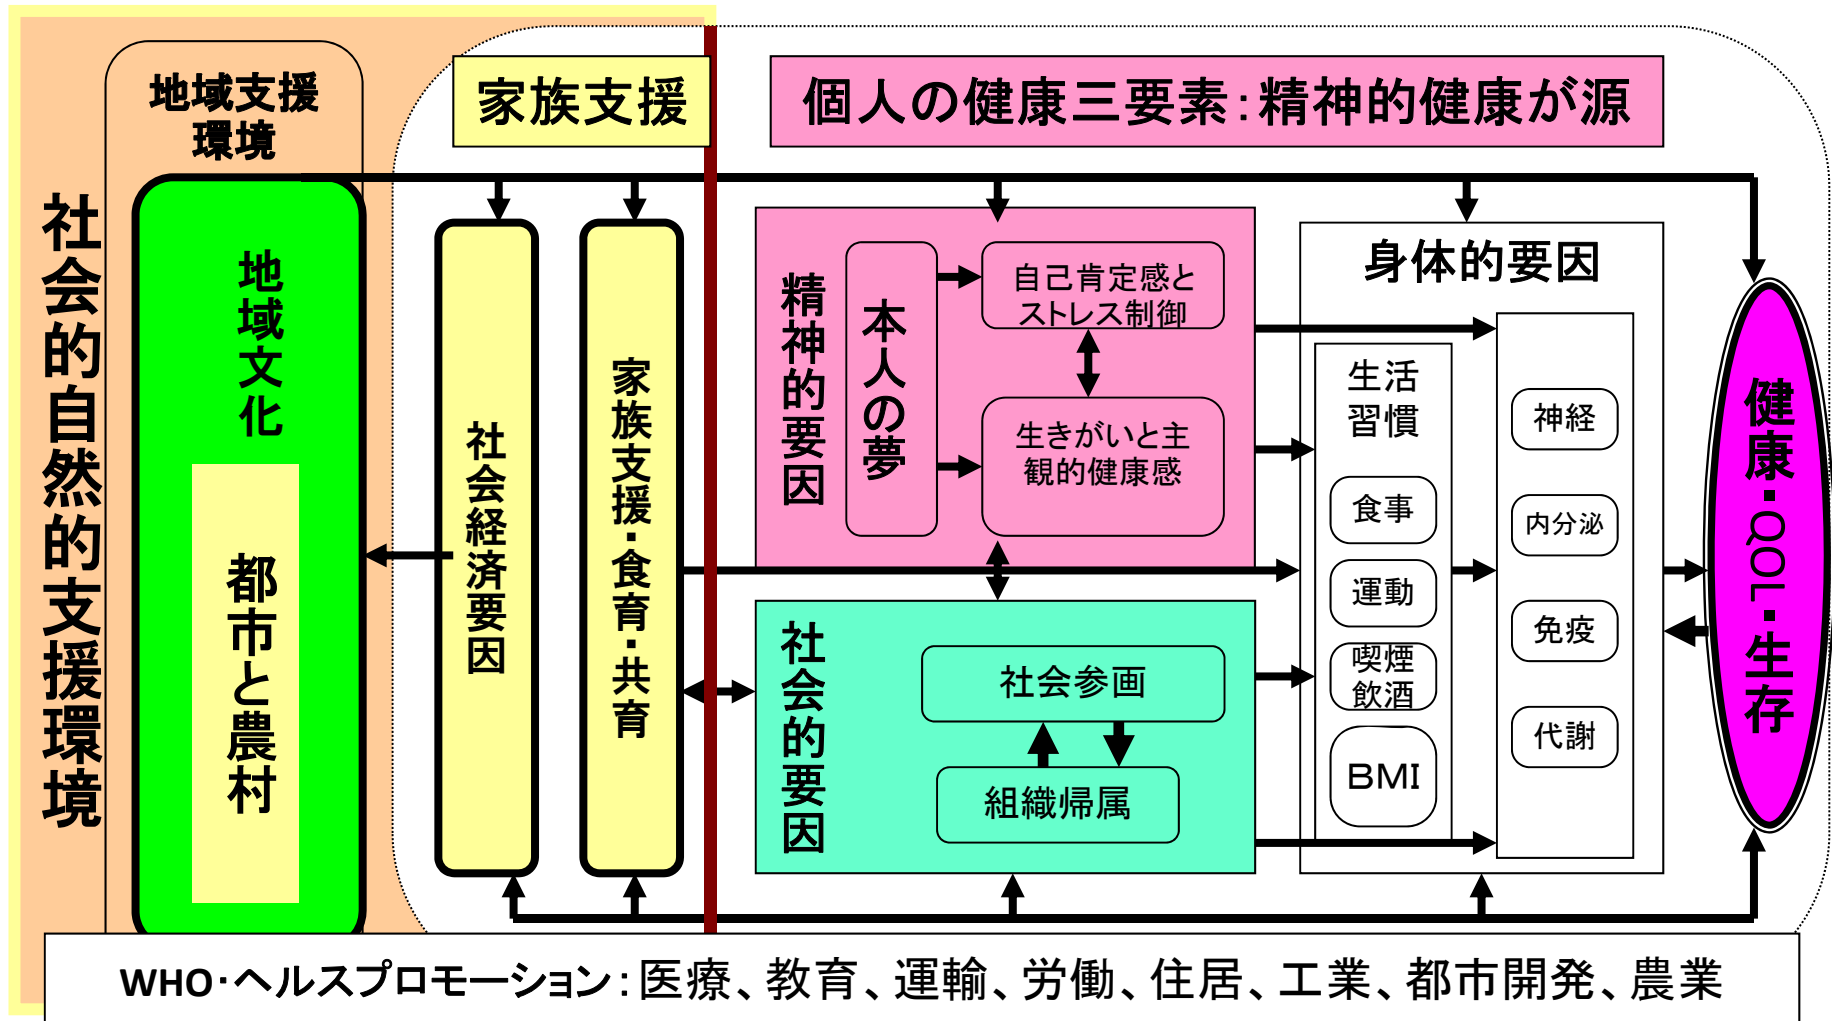 社会的自然的支援環境
地域支援
環境
地域文化
都市と農村
家族支援
社会経済要因
家族支援・食育・共育
個人の健康三要素：精神的健康が源
精神的要因
本人の夢
自己肯定感と
ストレス制御
生きがいと主
観的健康感
社会的要因
社会参画
組織帰属
身体的要因
生活
習慣
食事
運動
喫煙
飲酒
BMI
神経
内分泌
免疫
代謝
健康・QOL・生存
WHO・ヘルスプロモーション：医療、教育、運輸、労働、住居、工業、都市開発、農業